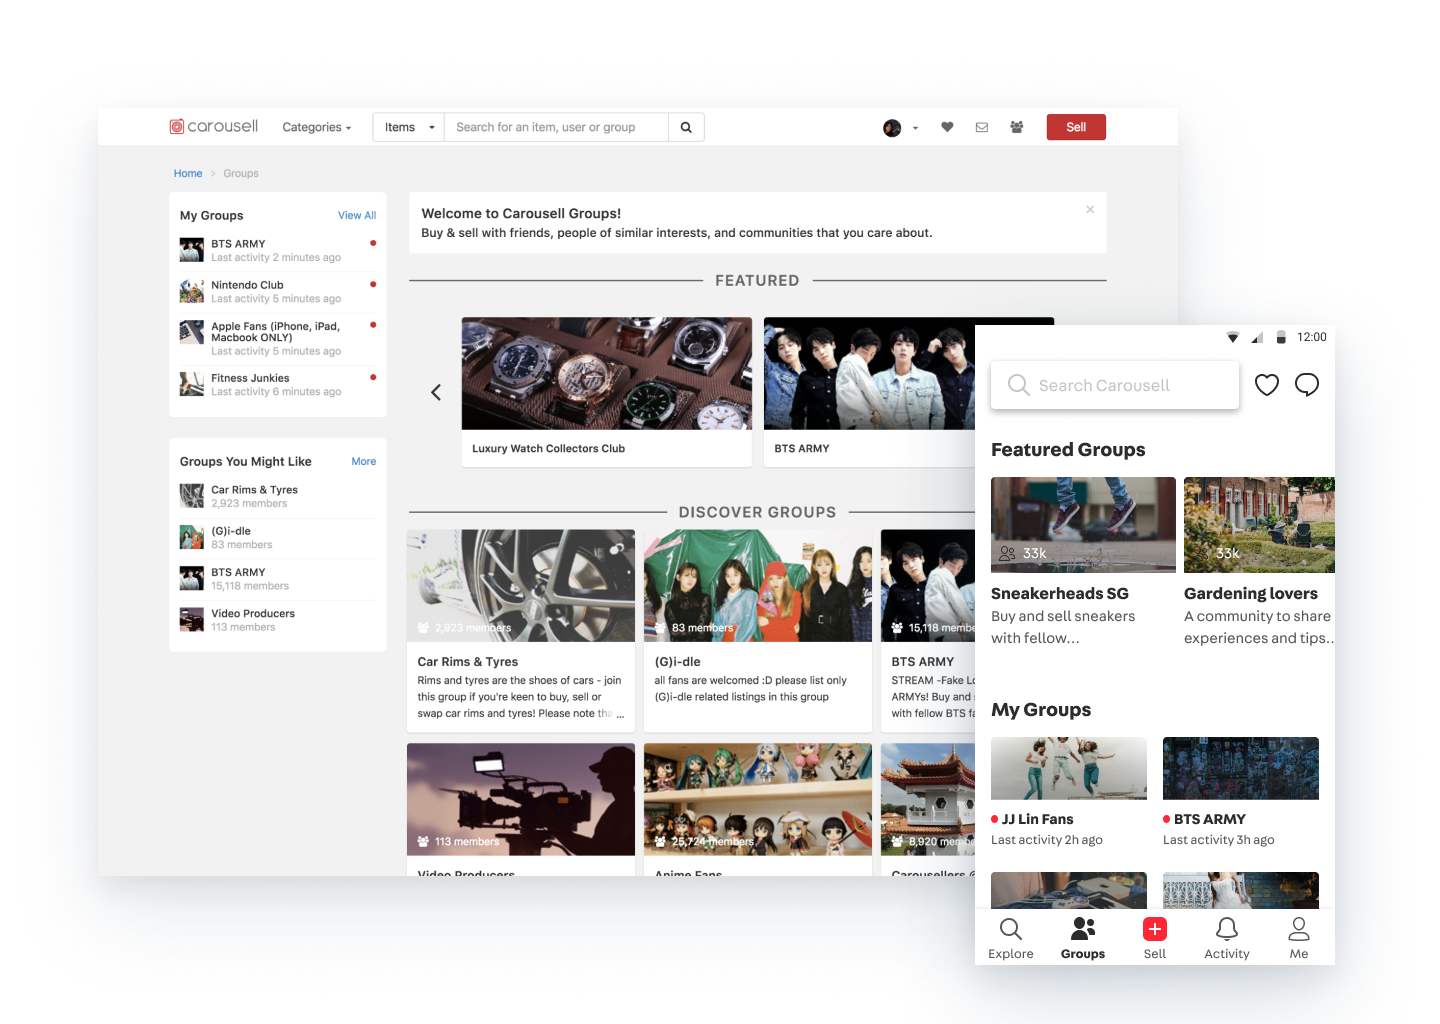 carousell
Categories
Items
Search for an item, user or group
Sell
Home > Groups
My Groups
View All
BTS ARMY
Last activity 2 minutes ago
Nintendo Club
Last activity 5 minutes ago
Apple Fans (iPhone, iPad,
Macbook ONLY)
Last activity 5 minutes ago
Fitness Junkies
Last activity 6 minutes ago
Groups You Might Like
More
Car Rims & Tyres
2,923 members
(G)i-dle
83 members
BTS ARMY
15,118 members
Video Producers
113 members
Welcome to Carousell Groups!
Buy & sell with friends, people of similar interests, and communities that you care about.
FEATURED
Luxury Watch Collectors Club
BTS ARMY
DISCOVER GROUPS
2,923 members
Car Rims & Tyres
Rims and tyres are the shoes of cars - join
this group if you're keen to buy, sell or
swap car rims and tyres! Please note tha ...
83 members
(G)i-dle
all fans are welcomed :D please list only
(G)i-dle related listings in this group
15,118 membe
BTS ARMY
STREAM -Fake Lo
ARMYs! Buy and
with fellow BTS fa
113 members
Video Producers
25,724 members
Anime Fans
8,920 mem
Carousellers
12:00
Search Carousell
Featured Groups
33k
Sneakerheads SG
Buy and sell sneakers
with fellow...
33k
Gardening lovers
A community to share
experiences and tips..
My Groups
JJ Lin Fans
Last activity 2h ago
BTS ARMY
Last activity 3h ago
Explore
Groups
Sell
Activity
Me